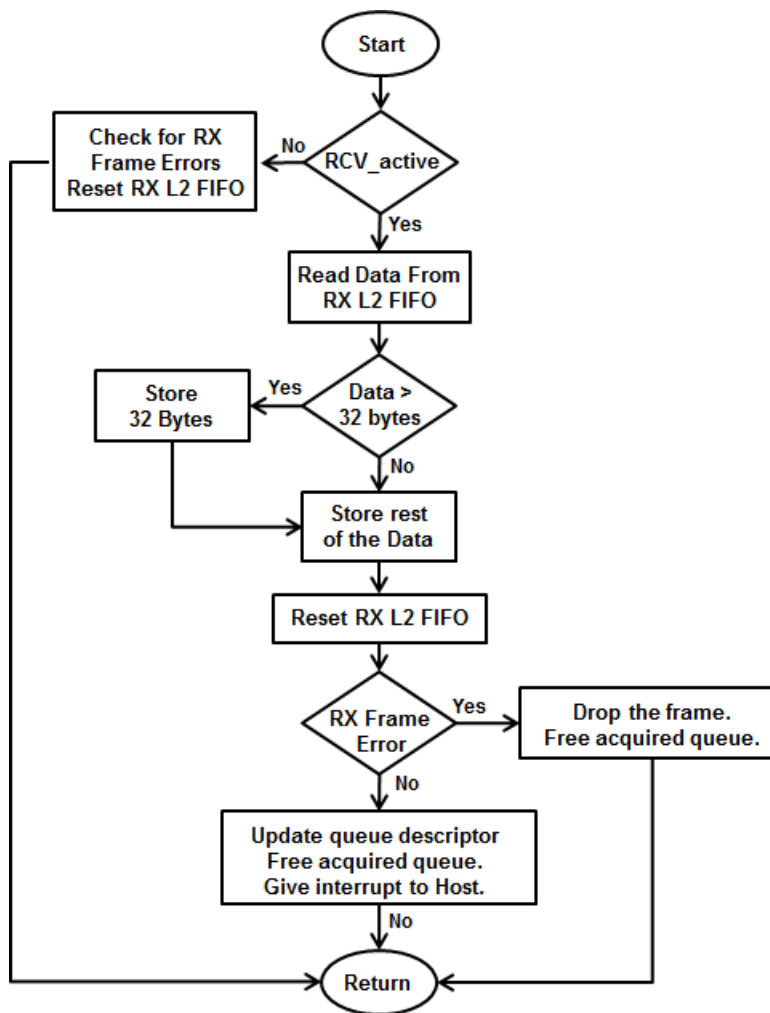 Start
Check for RX
Frame Errors
Reset RX L2 FIFO
No
RCV_active
Yes
Read Data From
RX L2 FIFO
Store
32 Bytes
Yes
Data >
32 bytes
No
Store rest
of the Data
Reset RX L2 FIFO
RX Frame
Error
Yes
Drop the frame.
Free acquired queue.
No
Update queue descriptor
Free acquired queue.
Give interrupt to Host.
No
Return